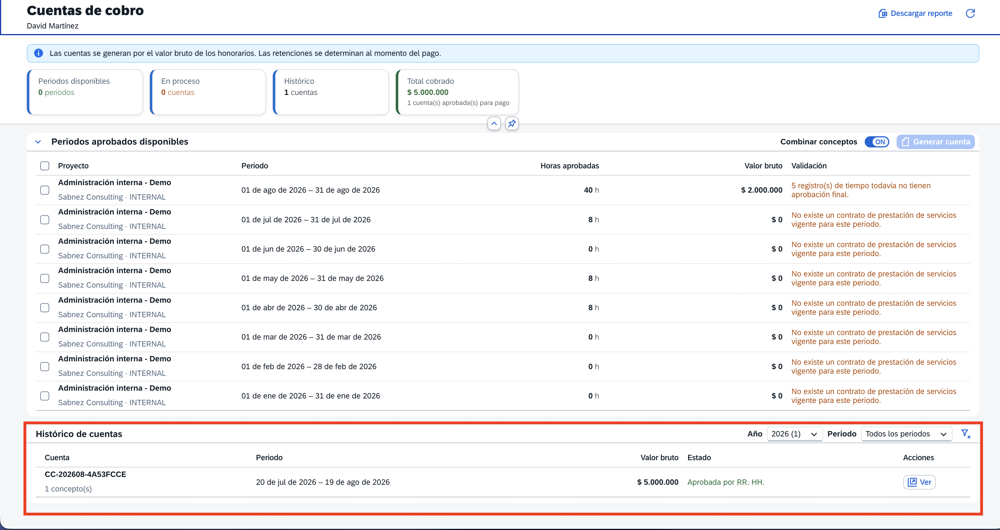 Cuentas de cobro
David Martínez
Descargar reporte
Las cuentas se generan por el valor bruto de los honorarios. Las retenciones se determinan al momento del pago.
Periodos disponibles
0 periodos
En proceso
0 cuentas
Histórico
1 cuentas
Total cobrado
$ 5.000.000
1 cuenta(s) aprobada(s) para pago
Periodos aprobados disponibles
Combinar conceptos ON Generar cuenta
Proyecto Periodo Horas aprobadas Valor bruto Validación
Administración interna - Demo
Sabnez Consulting · INTERNAL
01 de ago de 2026 – 31 de ago de 2026
40 h
$ 2.000.000
5 registro(s) de tiempo todavía no tienen
aprobación final.
Administración interna - Demo
Sabnez Consulting · INTERNAL
01 de jul de 2026 – 31 de jul de 2026
8 h
$ 0
No existe un contrato de prestación de servicios
vigente para este periodo.
Administración interna - Demo
Sabnez Consulting · INTERNAL
01 de jun de 2026 – 30 de jun de 2026
0 h
$ 0
No existe un contrato de prestación de servicios
vigente para este periodo.
Administración interna - Demo
Sabnez Consulting · INTERNAL
01 de may de 2026 – 31 de may de 2026
8 h
$ 0
No existe un contrato de prestación de servicios
vigente para este periodo.
Administración interna - Demo
Sabnez Consulting · INTERNAL
01 de abr de 2026 – 30 de abr de 2026
8 h
$ 0
No existe un contrato de prestación de servicios
vigente para este periodo.
Administración interna - Demo
Sabnez Consulting · INTERNAL
01 de mar de 2026 – 31 de mar de 2026
0 h
$ 0
No existe un contrato de prestación de servicios
vigente para este periodo.
Administración interna - Demo
Sabnez Consulting · INTERNAL
01 de feb de 2026 – 28 de feb de 2026
0 h
$ 0
No existe un contrato de prestación de servicios
vigente para este periodo.
Administración interna - Demo
Sabnez Consulting · INTERNAL
01 de ene de 2026 – 31 de ene de 2026
0 h
$ 0
No existe un contrato de prestación de servicios
vigente para este periodo.
Histórico de cuentas
Año 2026 (1) Periodo Todos los periodos
Cuenta Periodo Valor bruto Estado Acciones
CC-202608-4A53FCCE
1 concepto(s)
20 de jul de 2026 – 19 de ago de 2026
$ 5.000.000
Aprobada por RR. HH.
Ver